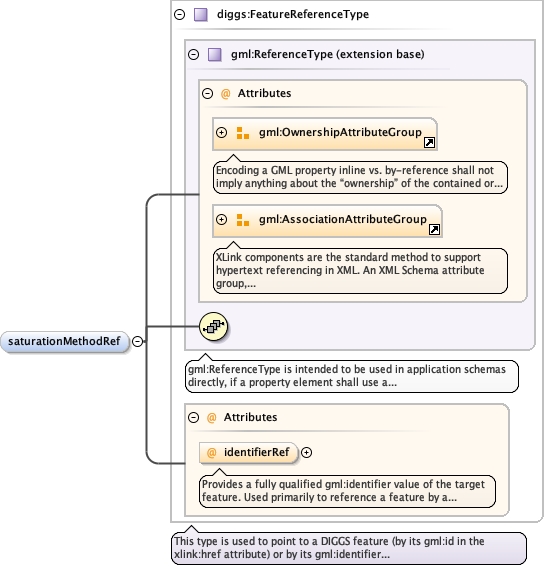 diggs:FeatureReferenceType
gml:ReferenceType (extension base)
@ Attributes
gml:OwnershipAttributeGroup
Encoding a GML property inline vs. by-reference shall not
imply anything about the “ownership” of the contained or...
gml:AssociationAttributeGroup
XLink components are the standard method to support
hypertext referencing in XML. An XML Schema attribute
group,...
saturationMethodRef
gml:ReferenceType is intended to be used in application schemas
directly, if a property element shall use a...
@ Attributes
@ identifierRef
Provides a fully qualified gml:identifier value of the target
feature. Used primarily to reference a feature by a...
This type is used to point to a DIGGS feature (by its gml:id in the
xlink:href attribute) or by its gml:identifier...